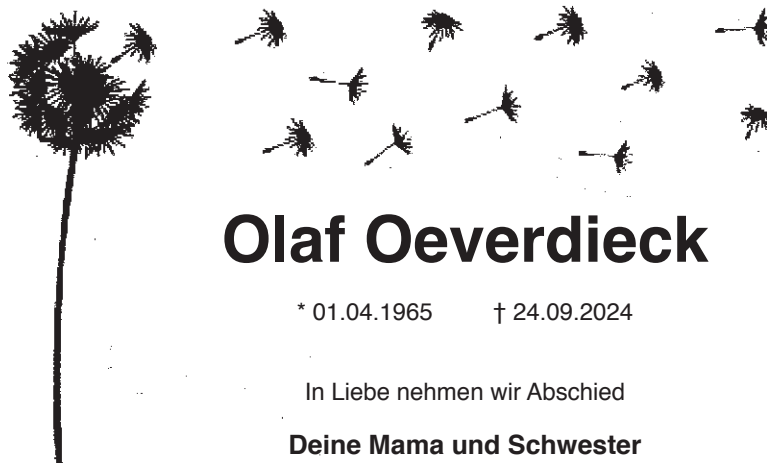 Olaf Oeverdieck
* 01.04.1965 † 24.09.2024
In Liebe nehmen wir Abschied
Deine Mama und Schwester